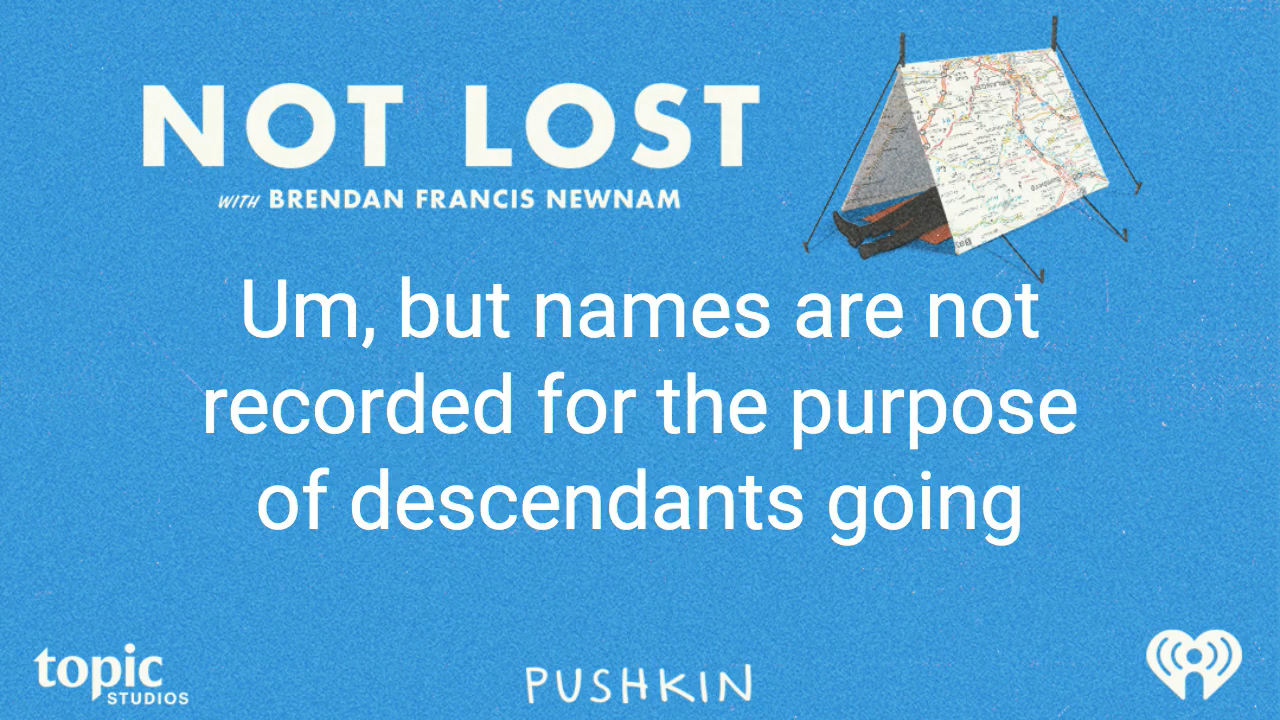 NOT LOST
WITH BRENDAN FRANCIS NEWNAM
Um, but names are not
recorded for the purpose
of descendants going
topic
STUDIOS
PUSHKIN